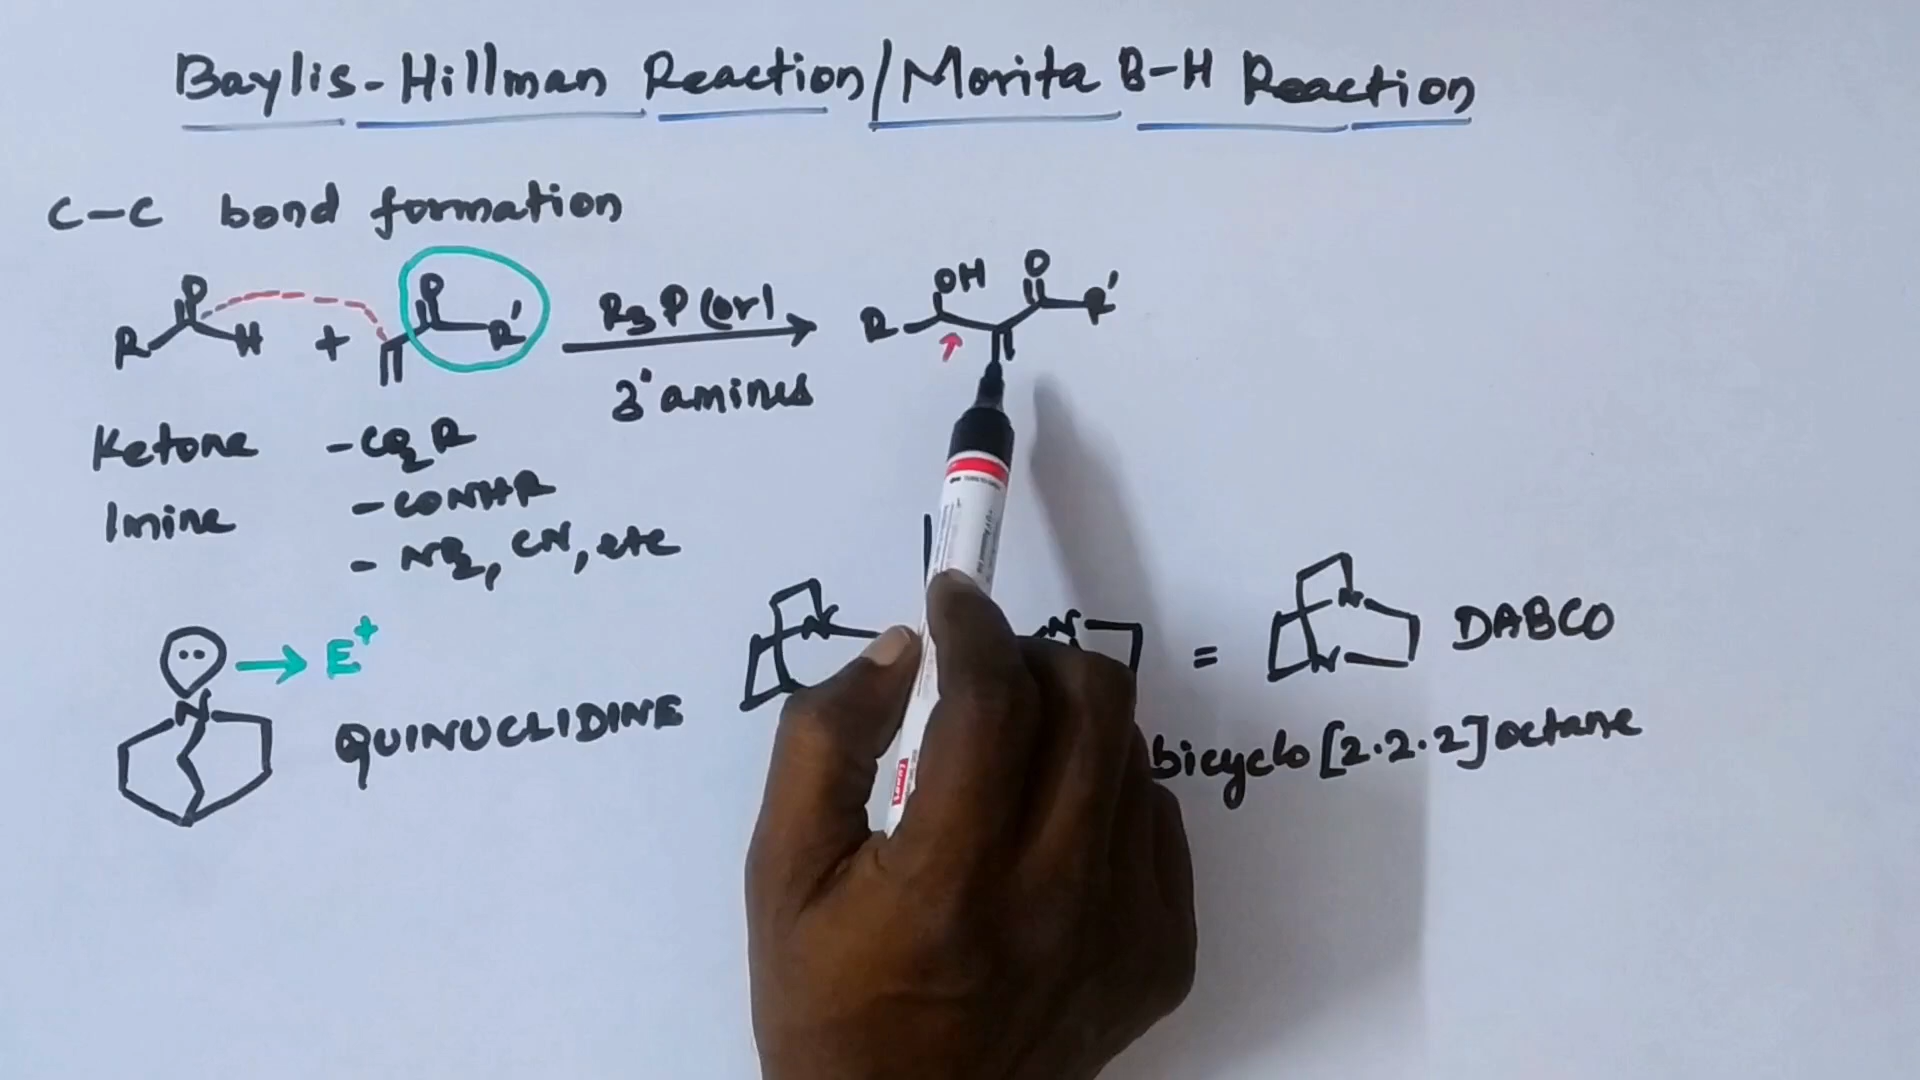 Baylis-Hillman Reaction/Morita B-H Reaction
C-C bond formation
R O H + O R' R₃P (or) 3° amines R OH O R'
Ketone -CO₂R
Imine -CONHR
- NO₂, CN, etc
E⁺
N QUINUCLIDINE
N N = N N DABCO
bicyclo[2.2.2]octane